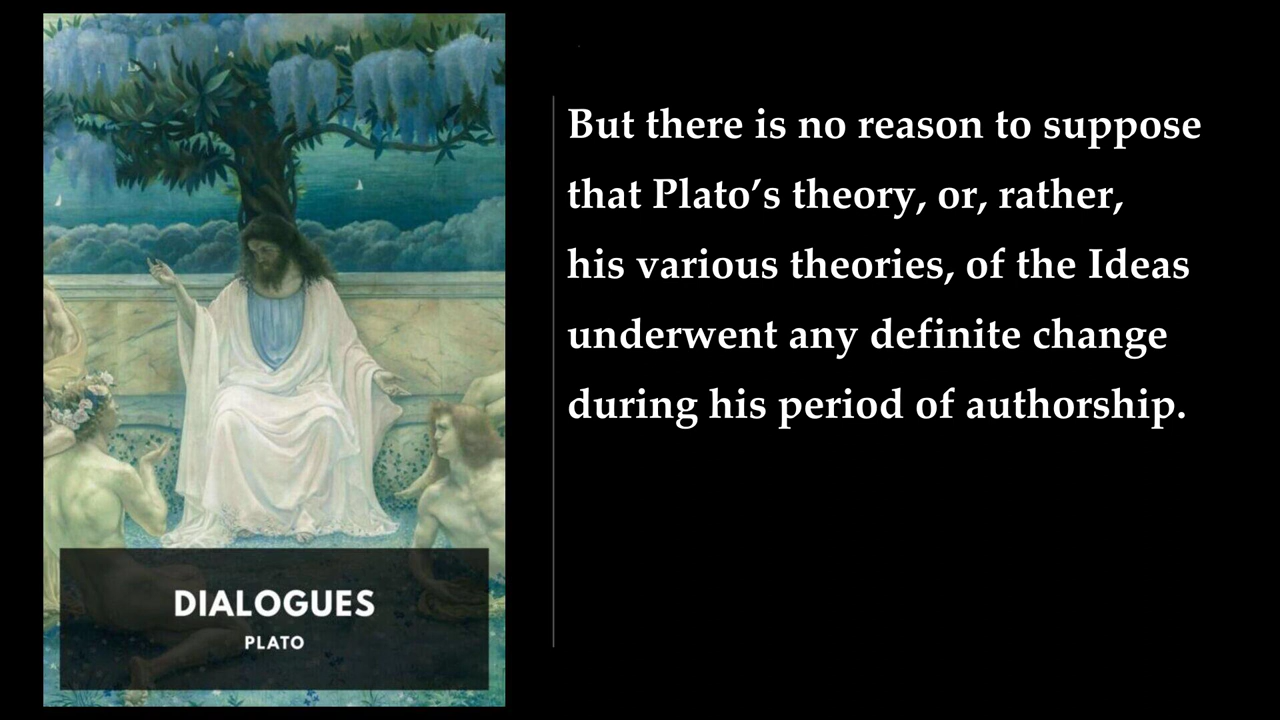 DIALOGUES
PLATO
But there is no reason to suppose
that Plato’s theory, or, rather,
his various theories, of the Ideas
underwent any definite change
during his period of authorship.